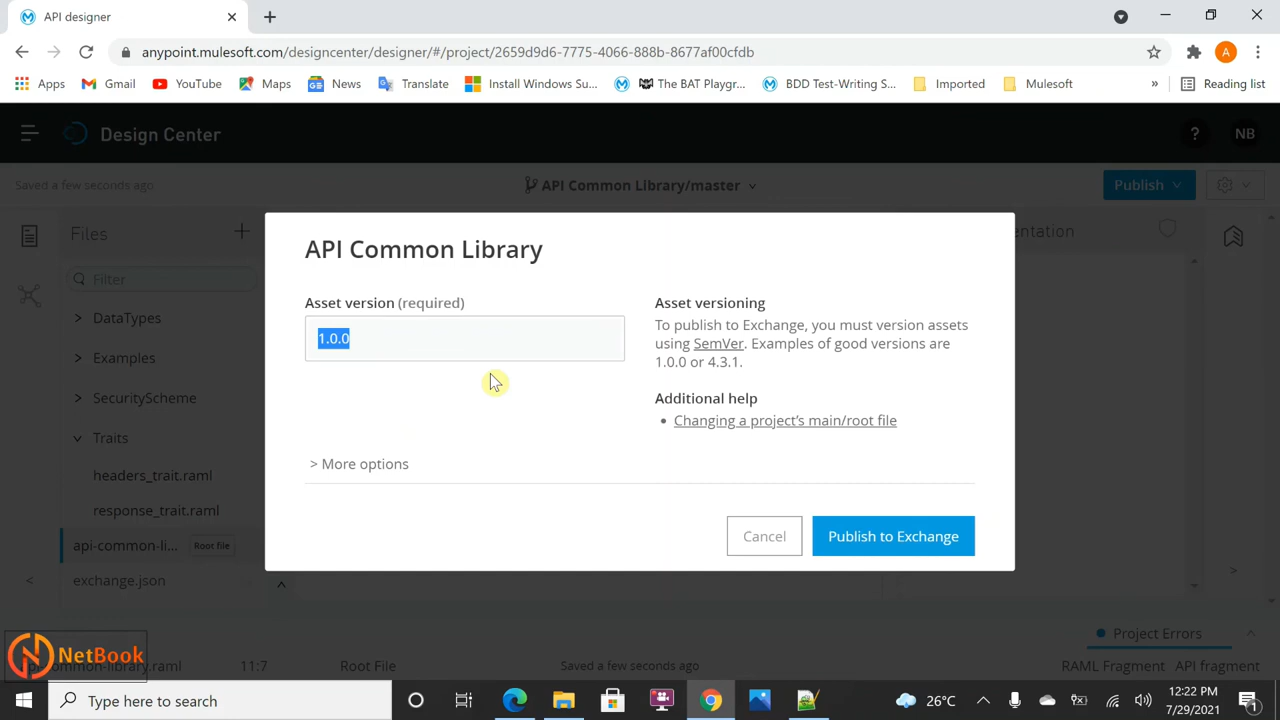 API designer
anypoint.mulesoft.com/designcenter/designer/#/project/2659d9d6-7775-4066-888b-8677af00cfdb
A
Apps Gmail YouTube Maps News Translate Install Windows Su... The BAT Playgr... BDD Test-Writing S... Imported Mulesoft » Reading list
Design Center ? NB
Saved a few seconds ago API Common Library/master Publish
Files + entation
Filter
DataTypes
Examples
SecurityScheme
Traits
headers_trait.raml
response_trait.raml
api-common-li... Root file
exchange.json
API Common Library
Asset version (required)
1.0.0
Asset versioning
To publish to Exchange, you must version assets
using SemVer. Examples of good versions are
1.0.0 or 4.3.1.
Additional help
• Changing a project's main/root file
> More options
Cancel Publish to Exchange
Project Errors
NetBook
common-library.raml 11:7 Root File Saved a few seconds ago RAML Fragment API fragment
Type here to search 26°C 12:22 PM
7/29/2021 1